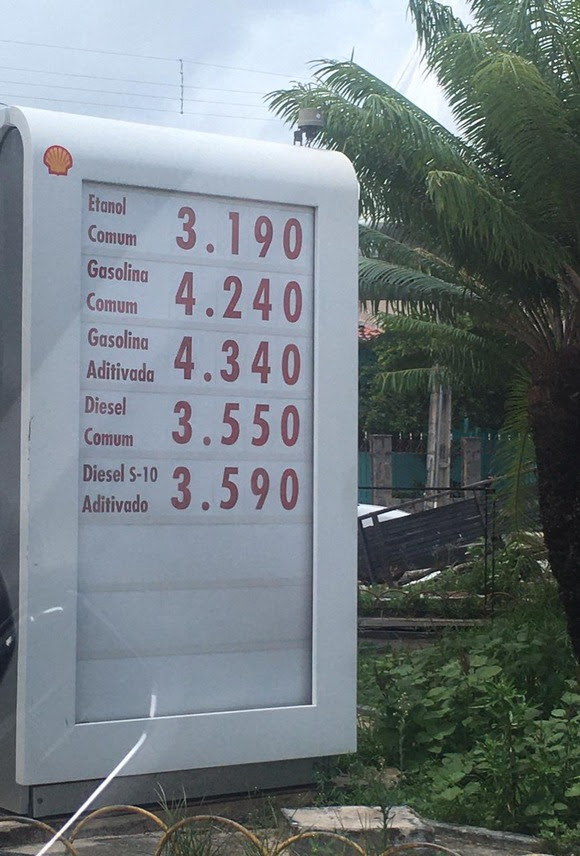 Etanol
Comum 3.190
Gasolina
Comum 4.240
Gasolina
Aditivada 4.340
Diesel
Comum 3.550
Diesel S-10
Aditivado 3.590